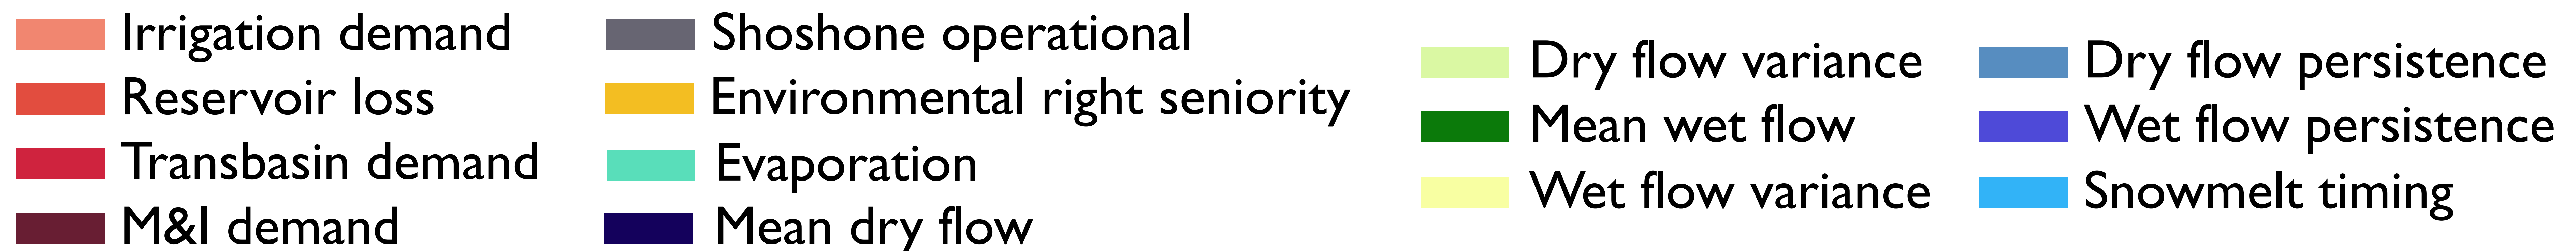 Irrigation demand
Reservoir loss
Transbasin demand
M&I demand
Shoshone operational
Environmental right seniority
Evaporation
Mean dry flow
Dry flow variance
Mean wet flow
Wet flow variance
Dry flow persistence
Wet flow persistence
Snowmelt timing